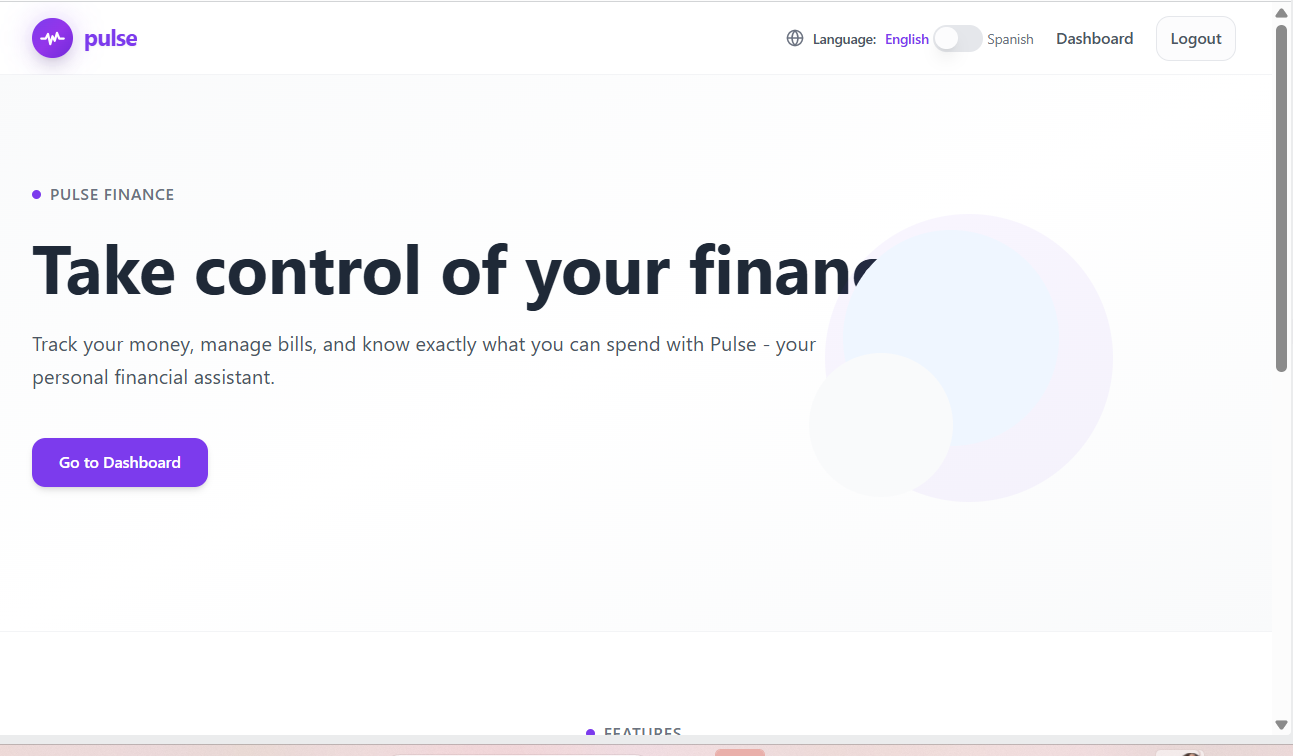 pulse
Language: English Spanish Dashboard Logout
PULSE FINANCE
Take control of your financ
Track your money, manage bills, and know exactly what you can spend with Pulse - your
personal financial assistant.
Go to Dashboard
FEATURES